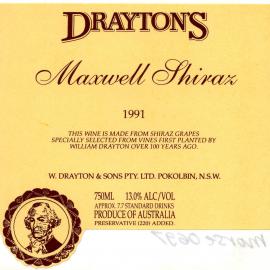 DRAYTON'S
Maxwell Shiraz
1991
THIS WINE IS MADE FROM SHIRAZ GRAPES
SPECIALLY SELECTED FROM VINES FIRST PLANTED BY
WILLIAM DRAYTON OVER 100 YEARS AGO.
W. DRAYTON & SONS PTY. LTD. POKOLBIN, N.S.W.
750ML 13.0% ALC/VOL
APPROX. 7.7 STANDARD DRINKS
PRODUCE OF AUSTRALIA
PRESERVATIVE (220) ADDED.